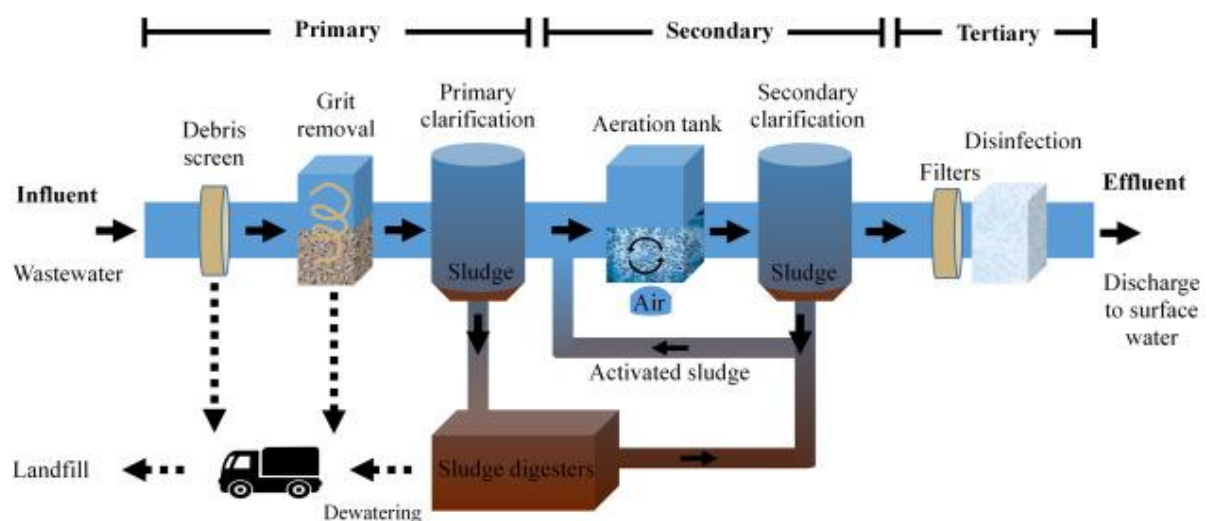 Primary
Secondary
Tertiary
Debris
screen
Grit
removal
Primary
clarification
Aeration tank
Secondary
clarification
Filters
Disinfection
Influent
Wastewater
Effluent
Discharge
to surface
water
Sludge
Air
Sludge
Activated sludge
Landfill
Dewatering
Sludge digesters